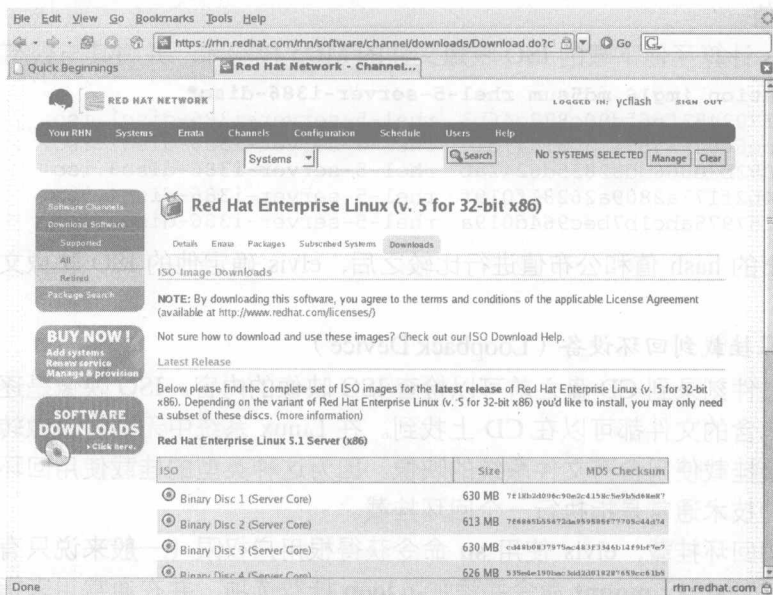 File Edit View Go Bookmarks Tools Help
https://rhn.redhat.com/rhn/software/channel/downloads/Download.do?c
Go
Quick Beginnings
Red Hat Network - Channel...
RED HAT NETWORK
LOGGED IN: ycflash SIGN OUT
Your RHN Systems Errata Channels Configuration Schedule Users Help
Systems
Search
NO SYSTEMS SELECTED Manage Clear
Software Channels
Download Software
Supported
All
Retired
Package Search
BUY NOW!
Add systems
Renew service
Manage & provision
SOFTWARE
DOWNLOADS
Click here.
Red Hat Enterprise Linux (v. 5 for 32-bit x86)
Details Errata Packages Subscribed Systems Downloads
ISO Image Downloads
NOTE: By downloading this software, you agree to the terms and conditions of the applicable License Agreement
(available at http://www.redhat.com/licenses/)
Not sure how to download and use these images? Check out our ISO Download Help.
Latest Release
Below please find the complete set of ISO images for the latest release of Red Hat Enterprise Linux (v. 5 for 32-bit
x86). Depending on the variant of Red Hat Enterprise Linux (v. 5 for 32-bit x86) you'd like to install, you may only need
a subset of these discs. (more information)
Red Hat Enterprise Linux 5.1 Server (x86)
ISO Size MD5 Checksum
Binary Disc 1 (Server Core) 630 MB
Binary Disc 2 (Server Core) 613 MB
Binary Disc 3 (Server Core) 630 MB
Binary Disc 4 (Server Core) 626 MB
Done
rhn.redhat.com